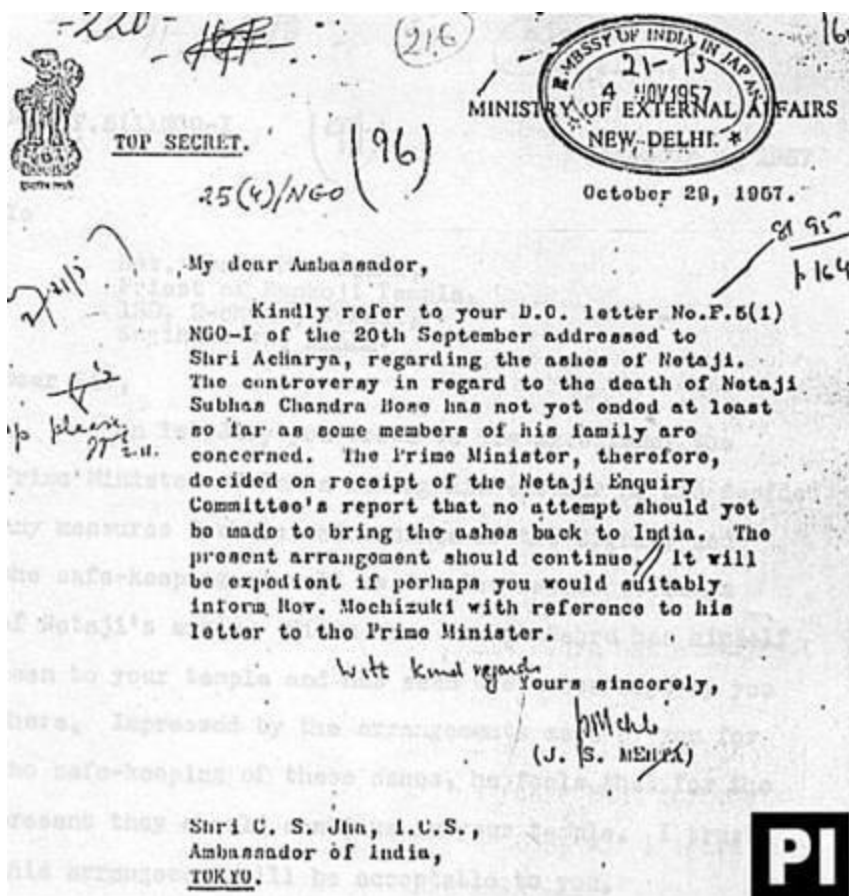 -220-
216
16
EMBSSY OF INDIA IN JAPAN
21-15
4 NOV 1957
MINISTRY OF EXTERNAL AFFAIRS
NEW-DELHI.
TOP SECRET.
(96)
25(4)/NGO
October 29, 1957.
My dear Ambassador,
Kindly refer to your D.O. letter No.F.5(1)
NGO-I of the 20th September addressed to
Shri Acharya, regarding the ashes of Netaji.
The controversy in regard to the death of Netaji
Subhas Chandra Bose has not yet ended at least
so far as some members of his family are
concerned. The Prime Minister, therefore,
decided on receipt of the Netaji Enquiry
Committee's report that no attempt should yet
be made to bring the ashes back to India. The
present arrangement should continue. It will
be expedient if perhaps you would suitably
inform Rev. Mochizuki with reference to his
letter to the Prime Minister.
With kind regards
Yours sincerely,
(J. S. MEHTA)
Shri C. S. Jha, I.C.S.,
Ambassador of India,
TOKYO.
PI